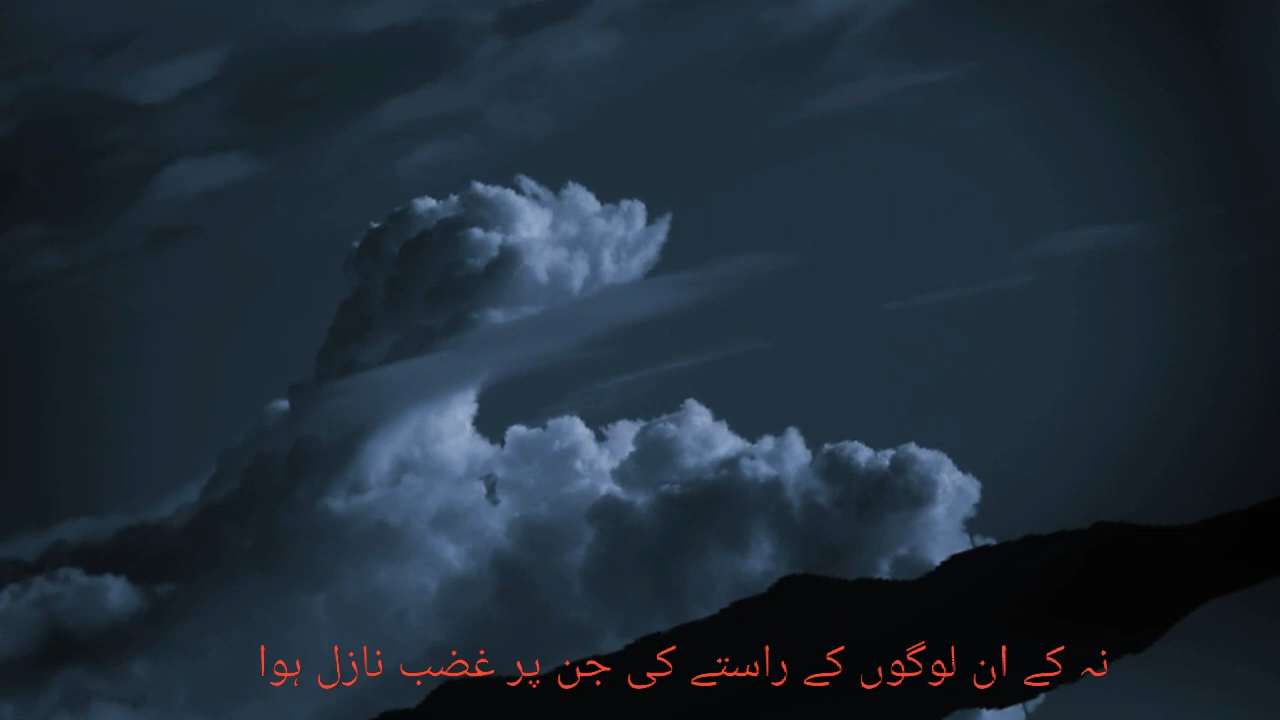 نہ کے ان لوگوں کے راستے کی جن پر غضب نازل ہوا